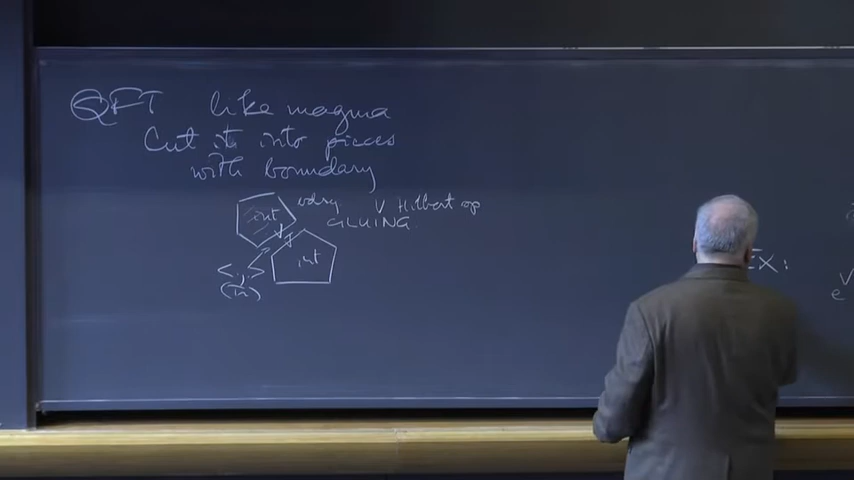 QFT like magma
Cut it into pieces
with boundary
int bdry V Hilbert sp
GLUING.
int
< , >
EX:
e